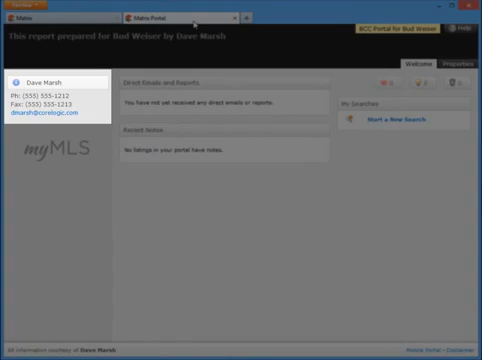 Matrix
Matrix Portal
This report prepared for Bud Weiser by Dave Marsh
BCC Portal for Bud Weiser
Help
Welcome
Properties
Dave Marsh
Ph: (555) 555-1212
Fax: (555) 555-1213
dmarsh@corelogic.com
myMLS
Direct Emails and Reports
You have not yet received any direct emails or reports.
Recent Notes
No listings in your portal have notes.
0
0
0
My Searches
Start a New Search
All information courtesy of Dave Marsh
Mobile Portal - Disclaimer